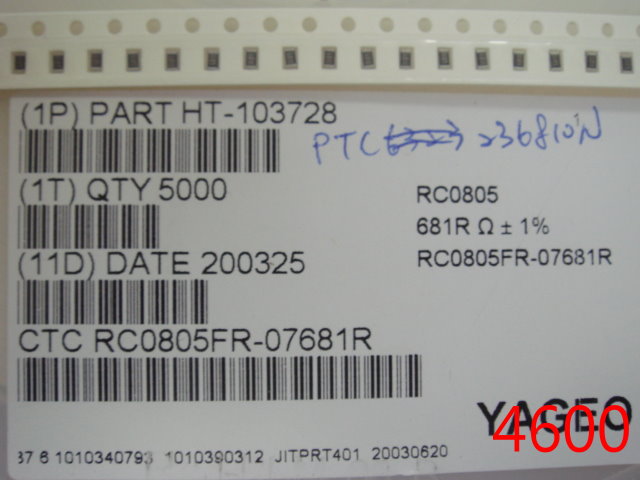 (1P) PART HT-103728
(1T) QTY 5000
(11D) DATE 200325
CTC RC0805FR-07681R
PTC 236810N
RC0805
681R Ω ± 1%
RC0805FR-07681R
YAGEO
4600
37 6 1010340793 1010390312 JITPRT401 20030620